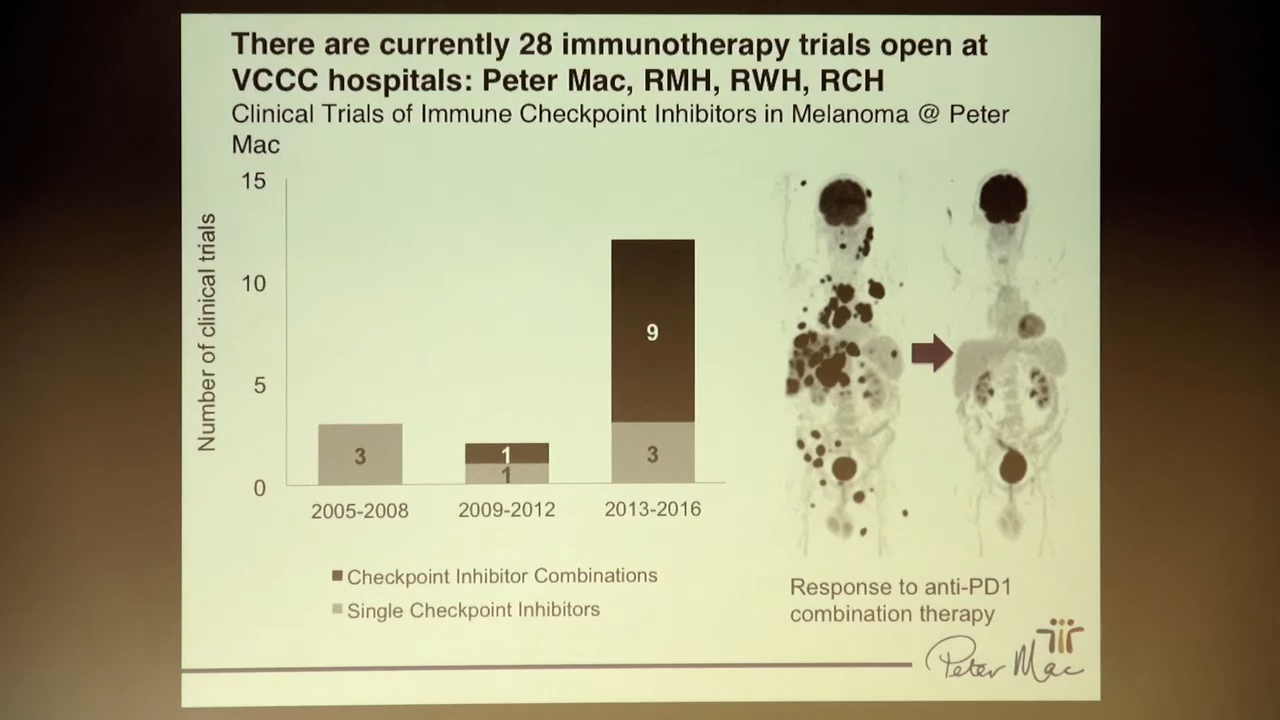 There are currently 28 immunotherapy trials open at
VCCC hospitals: Peter Mac, RMH, RWH, RCH
Clinical Trials of Immune Checkpoint Inhibitors in Melanoma @ Peter
Mac
15
10
5
0
Number of clinical trials
9
3
1
1
3
2005-2008
2009-2012
2013-2016
Checkpoint Inhibitor Combinations
Single Checkpoint Inhibitors
Response to anti-PD1
combination therapy
Peter Mac